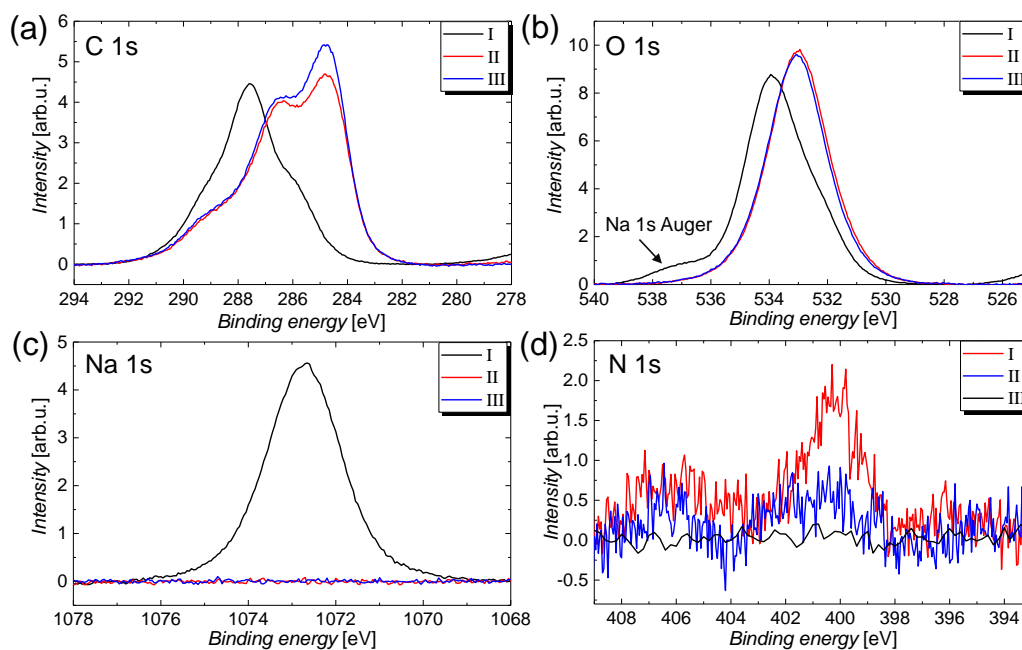 (a)
C 1s
I
II
III
Intensity [arb.u.]
6
5
4
3
2
1
0
294 292 290 288 286 284 282 280 278
Binding energy [eV]
(b)
O 1s
I
II
III
Na 1s Auger
Intensity [arb.u.]
10
8
6
4
2
0
540 538 536 534 532 530 528 526
Binding energy [eV]
(c)
Na 1s
I
II
III
Intensity [arb.u.]
5
4
3
2
1
0
1078 1076 1074 1072 1070 1068
Binding energy [eV]
(d)
N 1s
I
II
III
Intensity [arb.u.]
2.5
2.0
1.5
1.0
0.5
0.0
-0.5
408 406 404 402 400 398 396 394
Binding energy [eV]